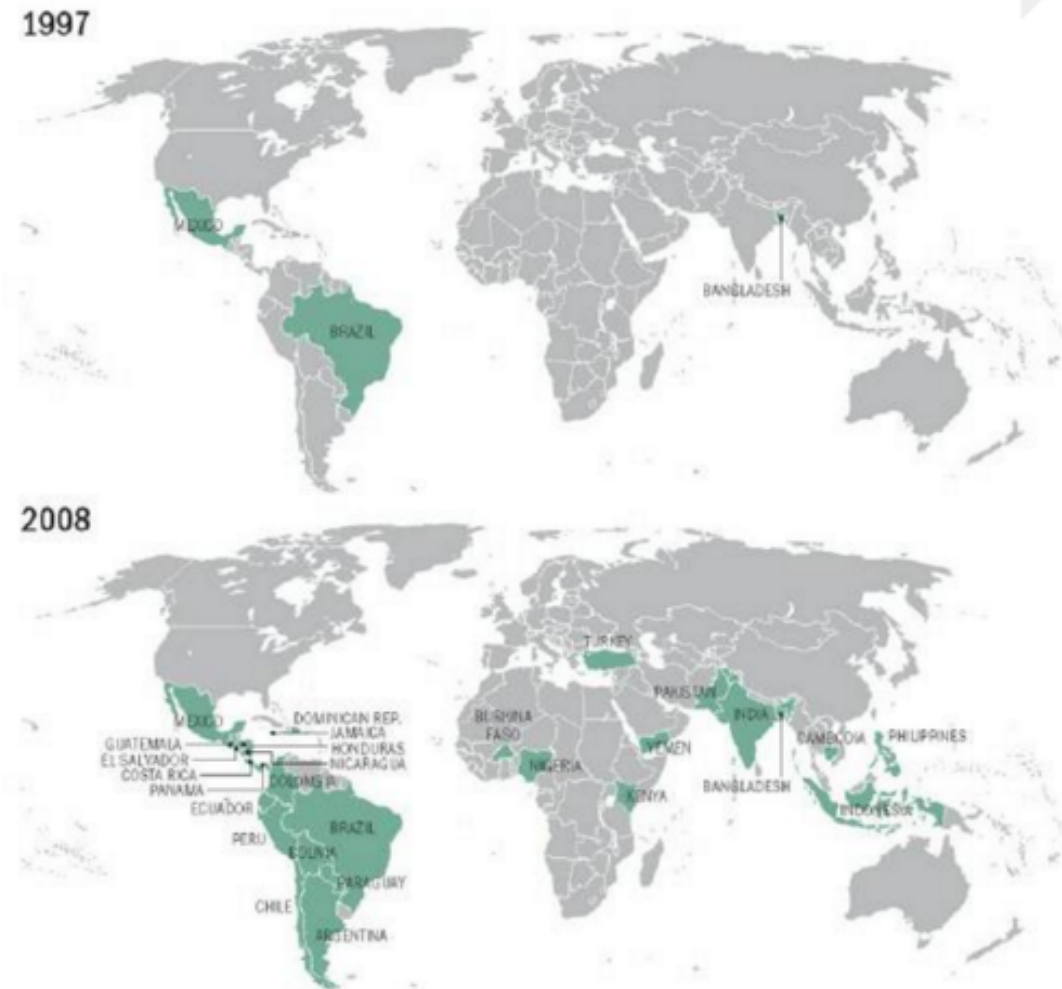 1997
MEXICO
BRAZIL
BANGLADESH
2008
TURKEY
MEXICO
DOMINICAN REP.
JAMAICA
GUATEMALA
HONDURAS
EL SALVADOR
NICARAGUA
COSTA RICA
PANAMA
COLOMBIA
ECUADOR
PERU
BRAZIL
BOLIVIA
PARAGUAY
CHILE
ARGENTINA
BURKINA
FASO
NIGERIA
KENYA
YEMEN
PAKISTAN
INDIA
BANGLADESH
CAMBODIA
PHILIPPINES
INDONESIA